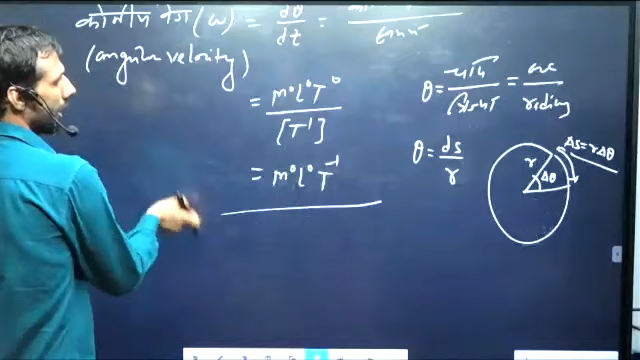 कोणीय वेग (ω) = dθ/dt =
(angular velocity)
= M⁰L⁰T⁰ / [T¹]
= M⁰L⁰T⁻¹
θ = चाप / त्रिज्या = arc / radius
θ = ds / r
r
Δθ
Δs = rΔθ